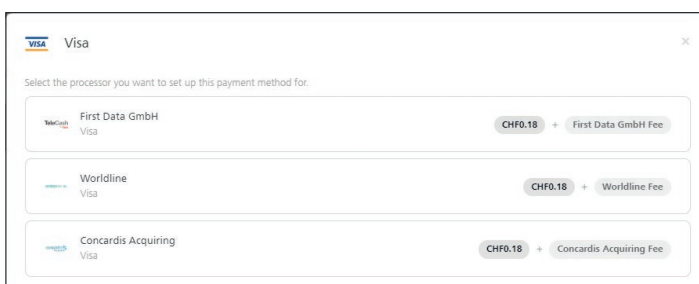 VISA Visa ×
Select the processor you want to set up this payment method for.
TeleCash First Data GmbH
Visa
CHF0.18 + First Data GmbH Fee
Worldline
Visa
CHF0.18 + Worldline Fee
Concardis Acquiring
Visa
CHF0.18 + Concardis Acquiring Fee